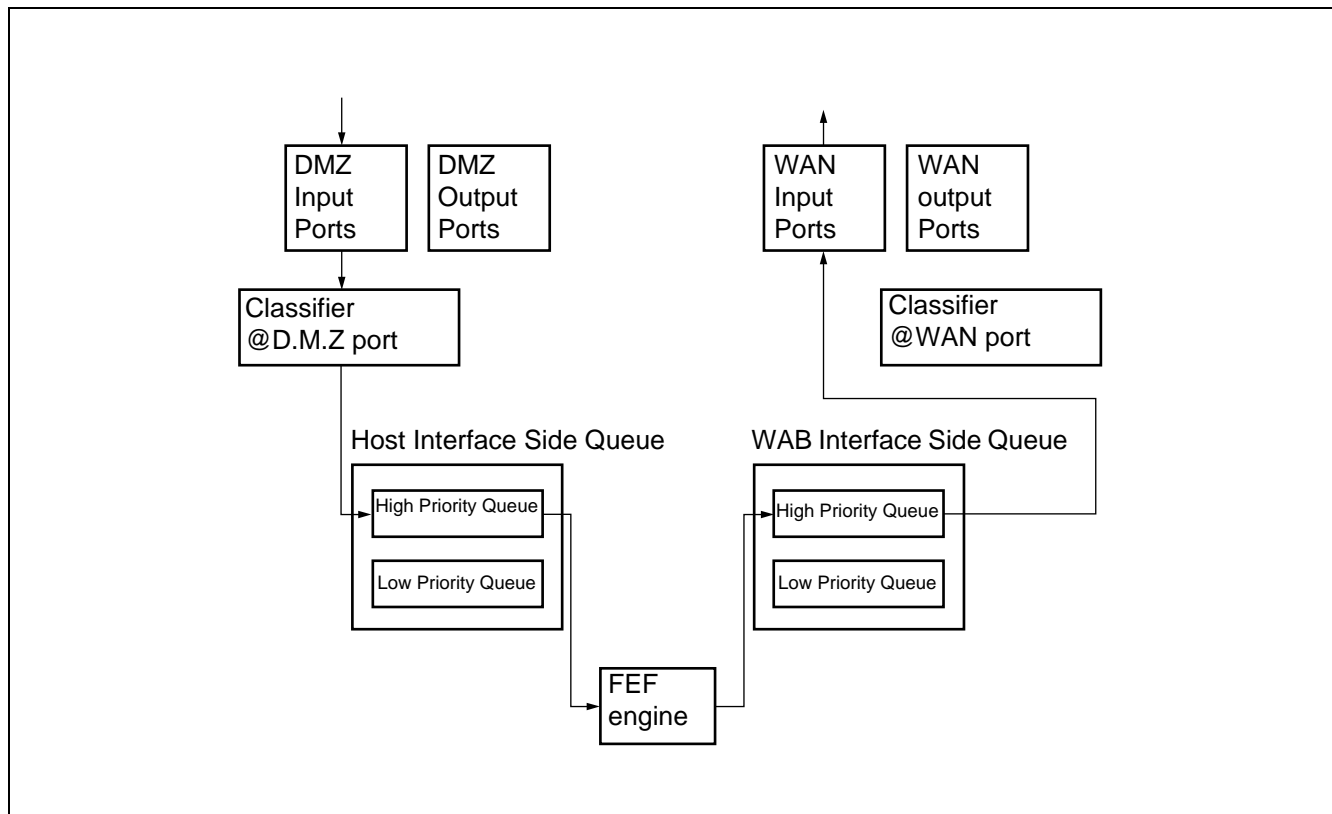 DMZ
Input
Ports
DMZ
Output
Ports
WAN
Input
Ports
WAN
output
Ports
Classifier
@D.M.Z port
Classifier
@WAN port
Host Interface Side Queue
WAB Interface Side Queue
High Priority Queue
High Priority Queue
Low Priority Queue
Low Priority Queue
FEF
engine